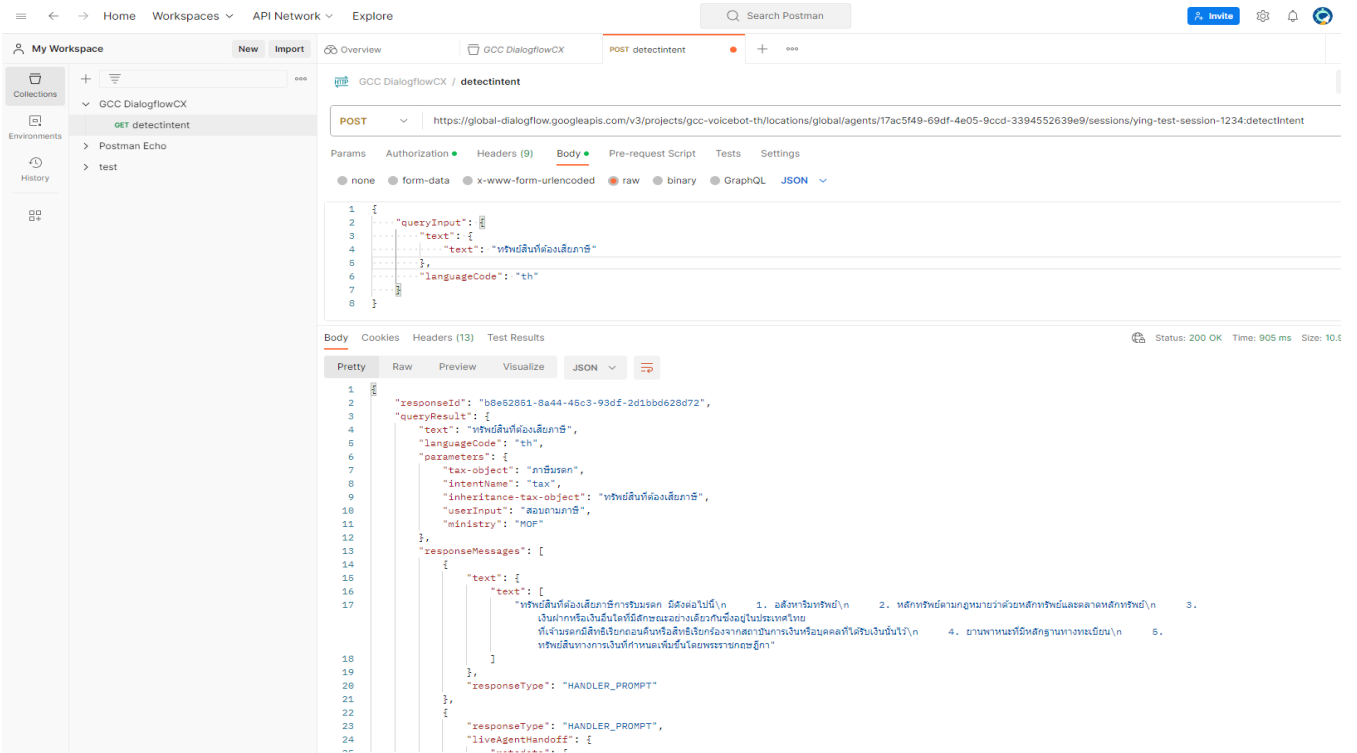 Home Workspaces API Network Explore Search Postman Invite
My Workspace New Import Overview GCC DialogflowCX POST detectintent
Collections
Environments
History
GCC DialogflowCX
GET detectintent
Postman Echo
test
HTTP GCC DialogflowCX / detectintent
POST https://global-dialogflow.googleapis.com/v3/projects/gcc-voicebot-th/locations/global/agents/17ac5f49-69df-4e05-9ccd-3394552639e9/sessions/ying-test-session-1234:detectIntent
Params Authorization Headers (9) Body Pre-request Script Tests Settings
none form-data x-www-form-urlencoded raw binary GraphQL JSON
1 {
2 "queryInput": {
3 "text": {
4 "text": "ทรัพย์สินที่ต้องเสียภาษี"
5 },
6 "languageCode": "th"
7 }
8 }
Body Cookies Headers (13) Test Results Status: 200 OK Time: 905 ms Size: 10.9
Pretty Raw Preview Visualize JSON
1 {
2 "responseId": "b8e52851-8a44-45c3-93df-2d1bbd628d72",
3 "queryResult": {
4 "text": "ทรัพย์สินที่ต้องเสียภาษี",
5 "languageCode": "th",
6 "parameters": {
7 "tax-object": "ภาษีมรดก",
8 "intentName": "tax",
9 "inheritance-tax-object": "ทรัพย์สินที่ต้องเสียภาษี",
10 "userInput": "สอบถามภาษี",
11 "ministry": "MOF"
12 },
13 "responseMessages": [
14 {
15 "text": {
16 "text": [
17 "ทรัพย์สินที่ต้องเสียภาษีการรับมรดก มีดังต่อไปนี้\n 1. อสังหาริมทรัพย์\n 2. หลักทรัพย์ตามกฎหมายว่าด้วยหลักทรัพย์และตลาดหลักทรัพย์\n 3.
เงินฝากหรือเงินอื่นใดที่มีลักษณะอย่างเดียวกันซึ่งอยู่ในประเทศไทย
ที่เจ้ามรดกมีสิทธิเรียกถอนคืนหรือสิทธิเรียกร้องจากสถาบันการเงินหรือบุคคลที่ได้รับเงินนั้นไว้\n 4. ยานพาหนะที่มีหลักฐานทางทะเบียน\n 5.
ทรัพย์สินทางการเงินที่กำหนดเพิ่มขึ้นโดยพระราชกฤษฎีกา"
18 ]
19 },
20 "responseType": "HANDLER_PROMPT"
21 },
22 {
23 "responseType": "HANDLER_PROMPT",
24 "liveAgentHandoff": {
25 "metadata": {